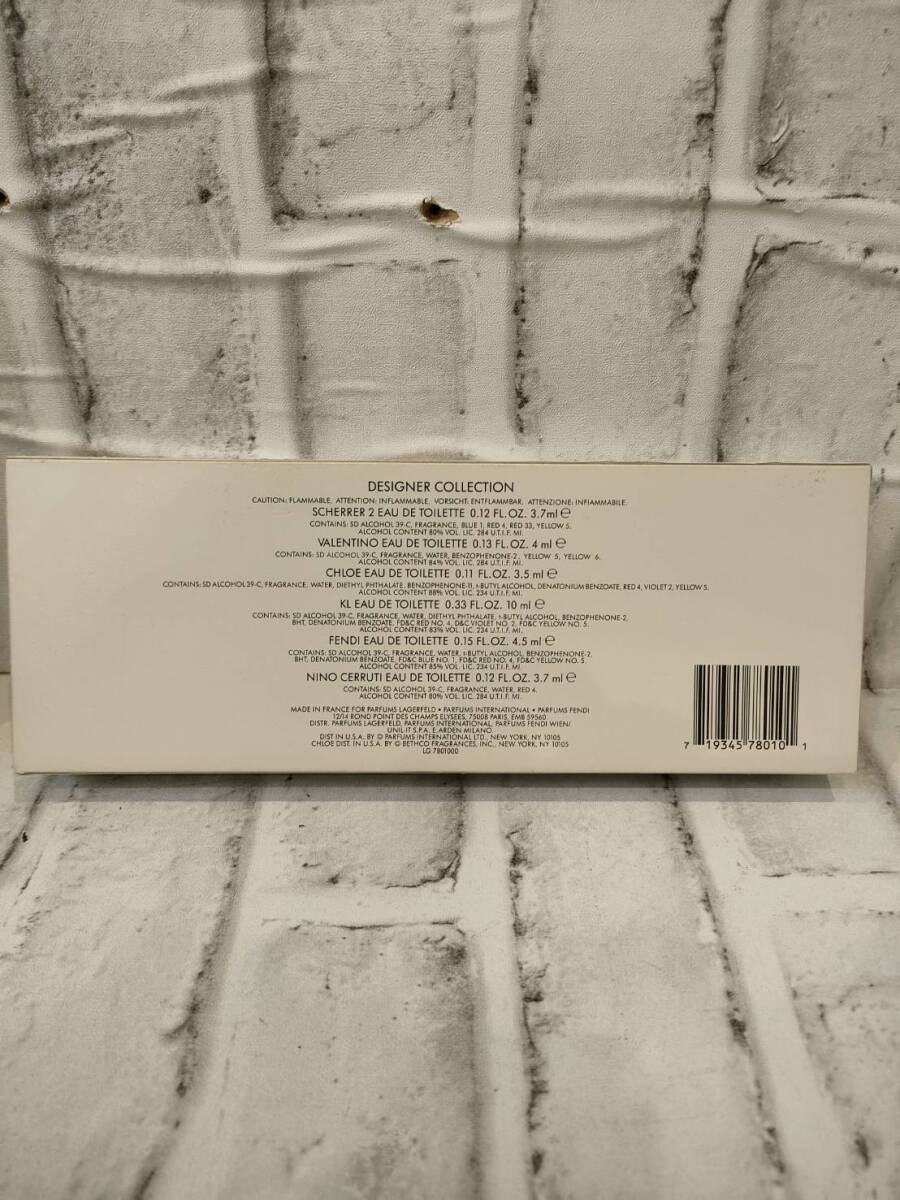 DESIGNER COLLECTION
CAUTION: FLAMMABLE, ATTENTION: INFLAMMABLE, VORSICHT: ENTFLAMMBAR, ATTENZIONE: INFIAMMABILE.
SCHERRER 2 EAU DE TOILETTE 0.12 FL.OZ. 3.7ml ℮
CONTAINS: SD ALCOHOL 39-C, FRAGRANCE, BLUE 1, RED 4, RED 33, YELLOW 5.
ALCOHOL CONTENT 80% VOL. LIC. 284 U.T.I.F. MI.
VALENTINO EAU DE TOILETTE 0.13 FL.OZ. 4 ml ℮
CONTAINS: SD ALCOHOL 39-C, FRAGRANCE, WATER, BENZOPHENONE-2, YELLOW 5, YELLOW 6.
ALCOHOL CONTENT 84% VOL. LIC. 284 U.T.I.F. MI.
CHLOE EAU DE TOILETTE 0.11 FL.OZ. 3.5 ml ℮
CONTAINS: SD ALCOHOL 39-C, FRAGRANCE, WATER, DIETHYL PHTHALATE, BENZOPHENONE-11, t-BUTYL ALCOHOL, DENATONIUM BENZOATE, RED 4, VIOLET 2, YELLOW 5.
ALCOHOL CONTENT 88% VOL. LIC. 234 U.T.I.F. MI.
KL EAU DE TOILETTE 0.33 FL.OZ. 10 ml ℮
CONTAINS: SD ALCOHOL 39-C, FRAGRANCE, WATER, DIETHYL PHTHALATE, t-BUTYL ALCOHOL, BENZOPHENONE-2,
BHT, DENATONIUM BENZOATE, FD&C RED NO. 4, D&C VIOLET NO. 2, FD&C YELLOW NO. 5.
ALCOHOL CONTENT 83% VOL. LIC. 234 U.T.I.F. MI.
FENDI EAU DE TOILETTE 0.15 FL.OZ. 4.5 ml ℮
CONTAINS: SD ALCOHOL 39-C, FRAGRANCE, WATER, t-BUTYL ALCOHOL, BENZOPHENONE-2,
BHT, DENATONIUM BENZOATE, FD&C BLUE NO. 1, FD&C RED NO. 4, FD&C YELLOW NO. 5.
ALCOHOL CONTENT 85% VOL. LIC. 234 U.T.I.F. MI.
NINO CERRUTI EAU DE TOILETTE 0.12 FL.OZ. 3.7 ml ℮
CONTAINS: SD ALCOHOL 39-C, FRAGRANCE, WATER, RED 4.
ALCOHOL CONTENT 80% VOL. LIC. 284 U.T.I.F. MI.
MADE IN FRANCE FOR PARFUMS LAGERFELD • PARFUMS INTERNATIONAL • PARFUMS FENDI
12/14 ROND POINT DES CHAMPS ELYSEES, 75008 PARIS, EMB 59560.
DISTR. PARFUMS LAGERFELD, PARFUMS INTERNATIONAL, PARFUMS FENDI WIEN/
UNIL-IT S.P.A. E.ARDEN MILANO.
DIST IN U.S.A. BY © PARFUMS INTERNATIONAL LTD., NEW YORK, NY 10105
CHLOE DIST. IN U.S.A. BY © BETHCO FRAGRANCES, INC., NEW YORK, NY 10105
LG 7801000
7 19345 78010 1